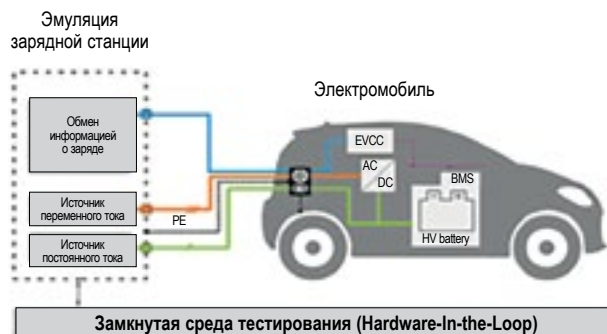 Эмуляция
зарядной станции
Обмен
информацией
о заряде
Источник
переменного тока
Источник
постоянного тока
PE
Электромобиль
EVCC
AC
DC
BMS
HV battery
Замкнутая среда тестирования (Hardware-In-the-Loop)